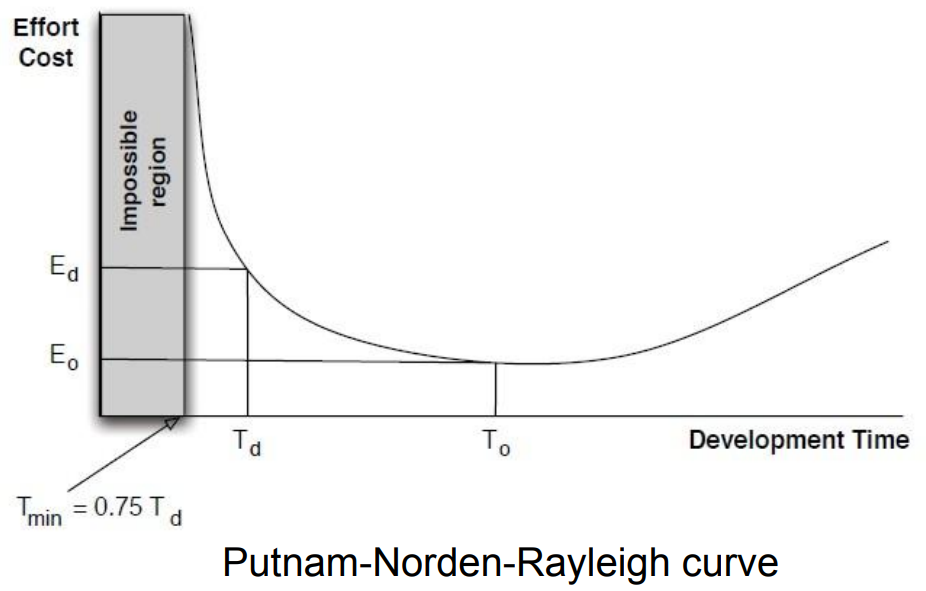 Effort
Cost
Impossible
region
Ed
Eo
Td
To
Development Time
Tmin = 0.75 Td
Putnam-Norden-Rayleigh curve